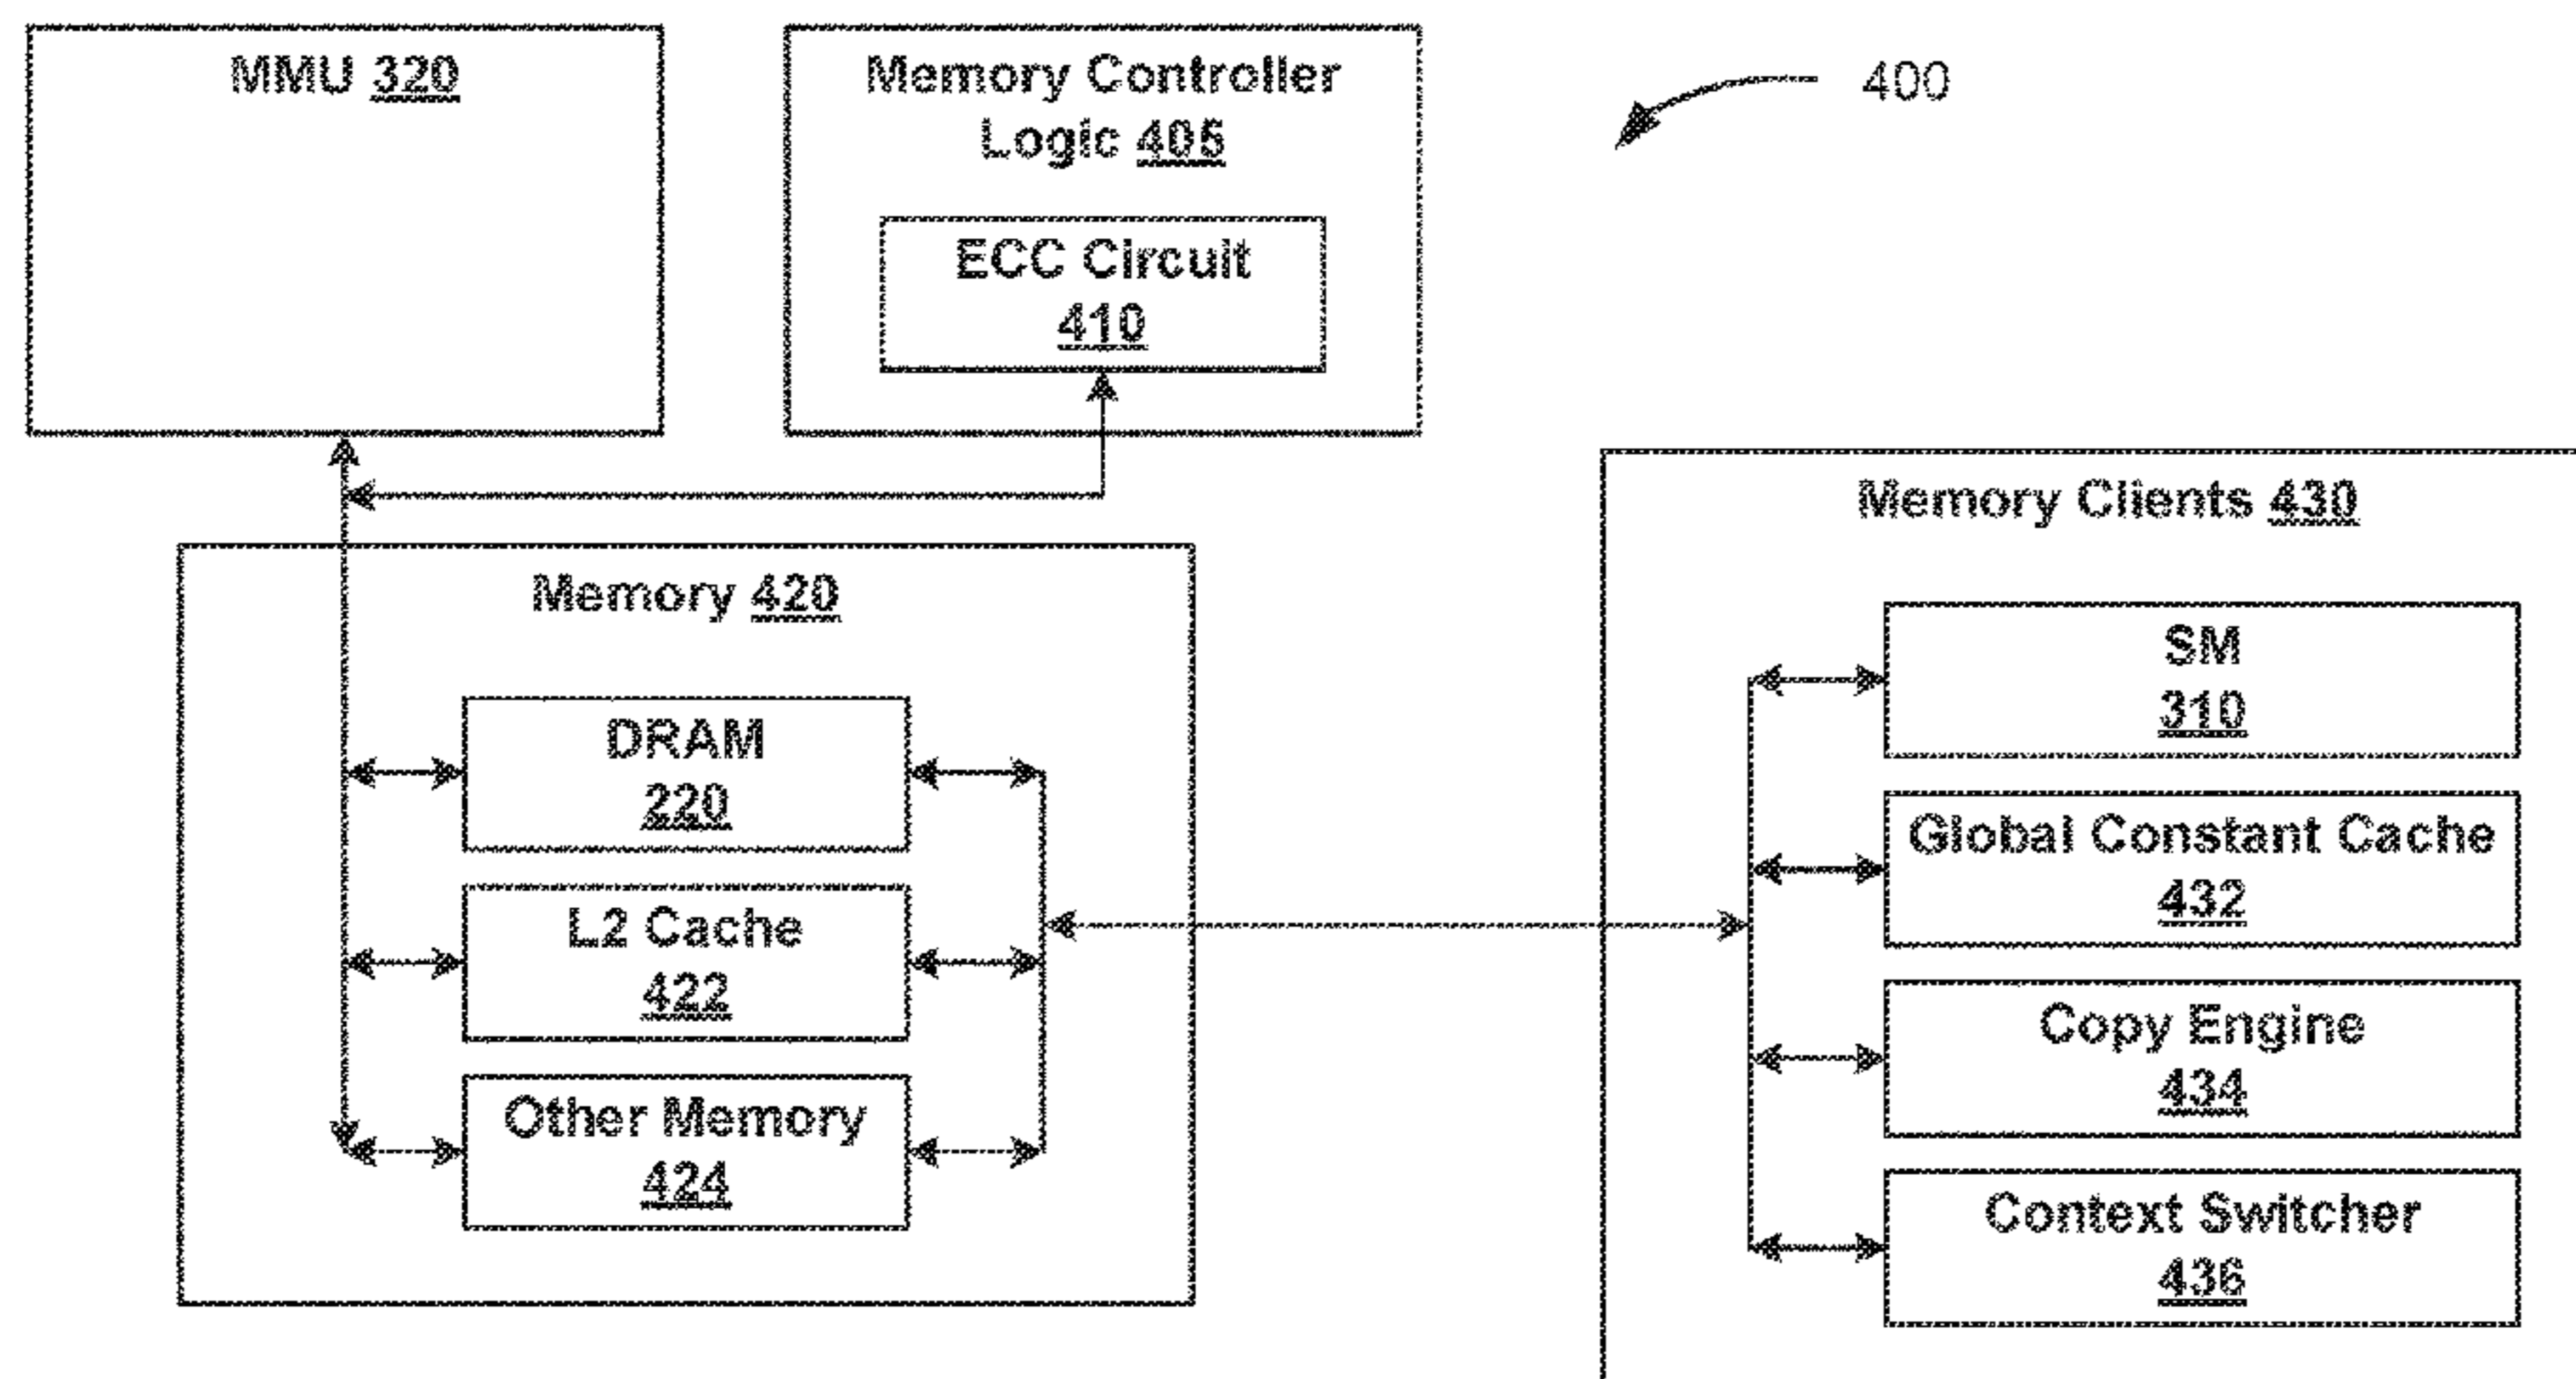 MMU 320
Memory Controller
Logic 405
ECC Circuit
410
400
Memory 420
DRAM
220
L2 Cache
422
Other Memory
424
Memory Clients 430
SM
310
Global Constant Cache
432
Copy Engine
434
Context Switcher
436